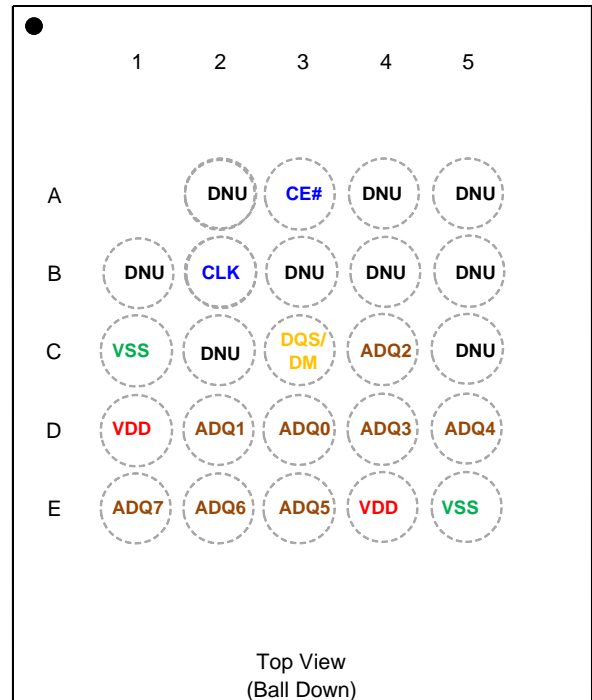 1 2 3 4 5
A DNU CE# DNU DNU
B DNU CLK DNU DNU DNU
C VSS DNU DQS/ DM ADQ2 DNU
D VDD ADQ1 ADQ0 ADQ3 ADQ4
E ADQ7 ADQ6 ADQ5 VDD VSS
Top View
(Ball Down)